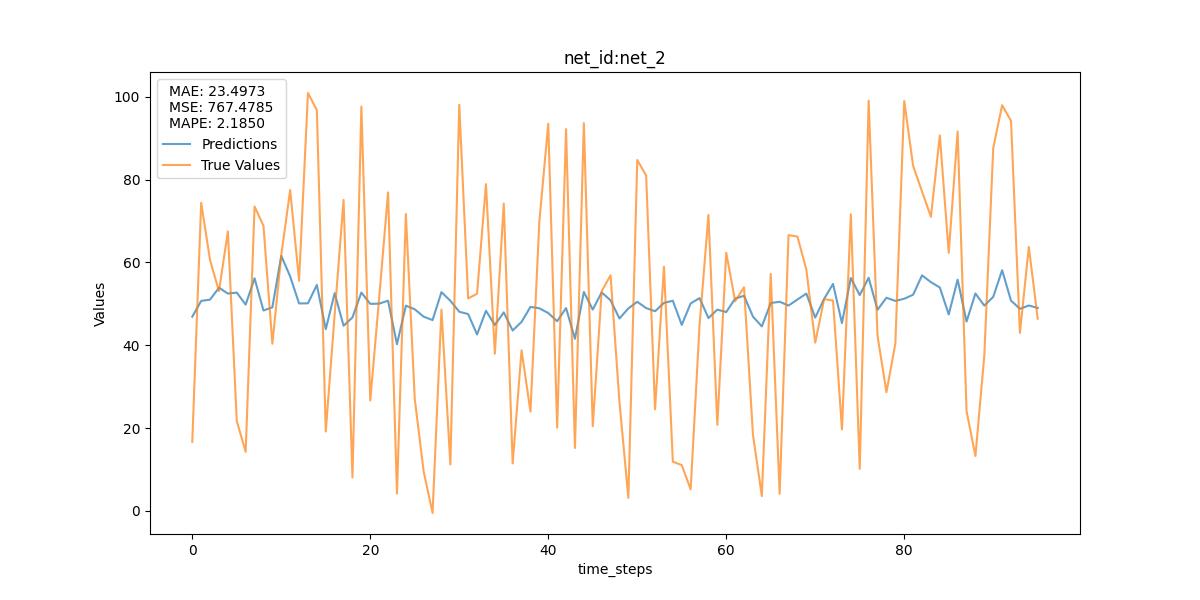 net_id:net_2
MAE: 23.4973
MSE: 767.4785
MAPE: 2.1850
Predictions
True Values
Values
100
80
60
40
20
0
0 20 40 60 80
time_steps